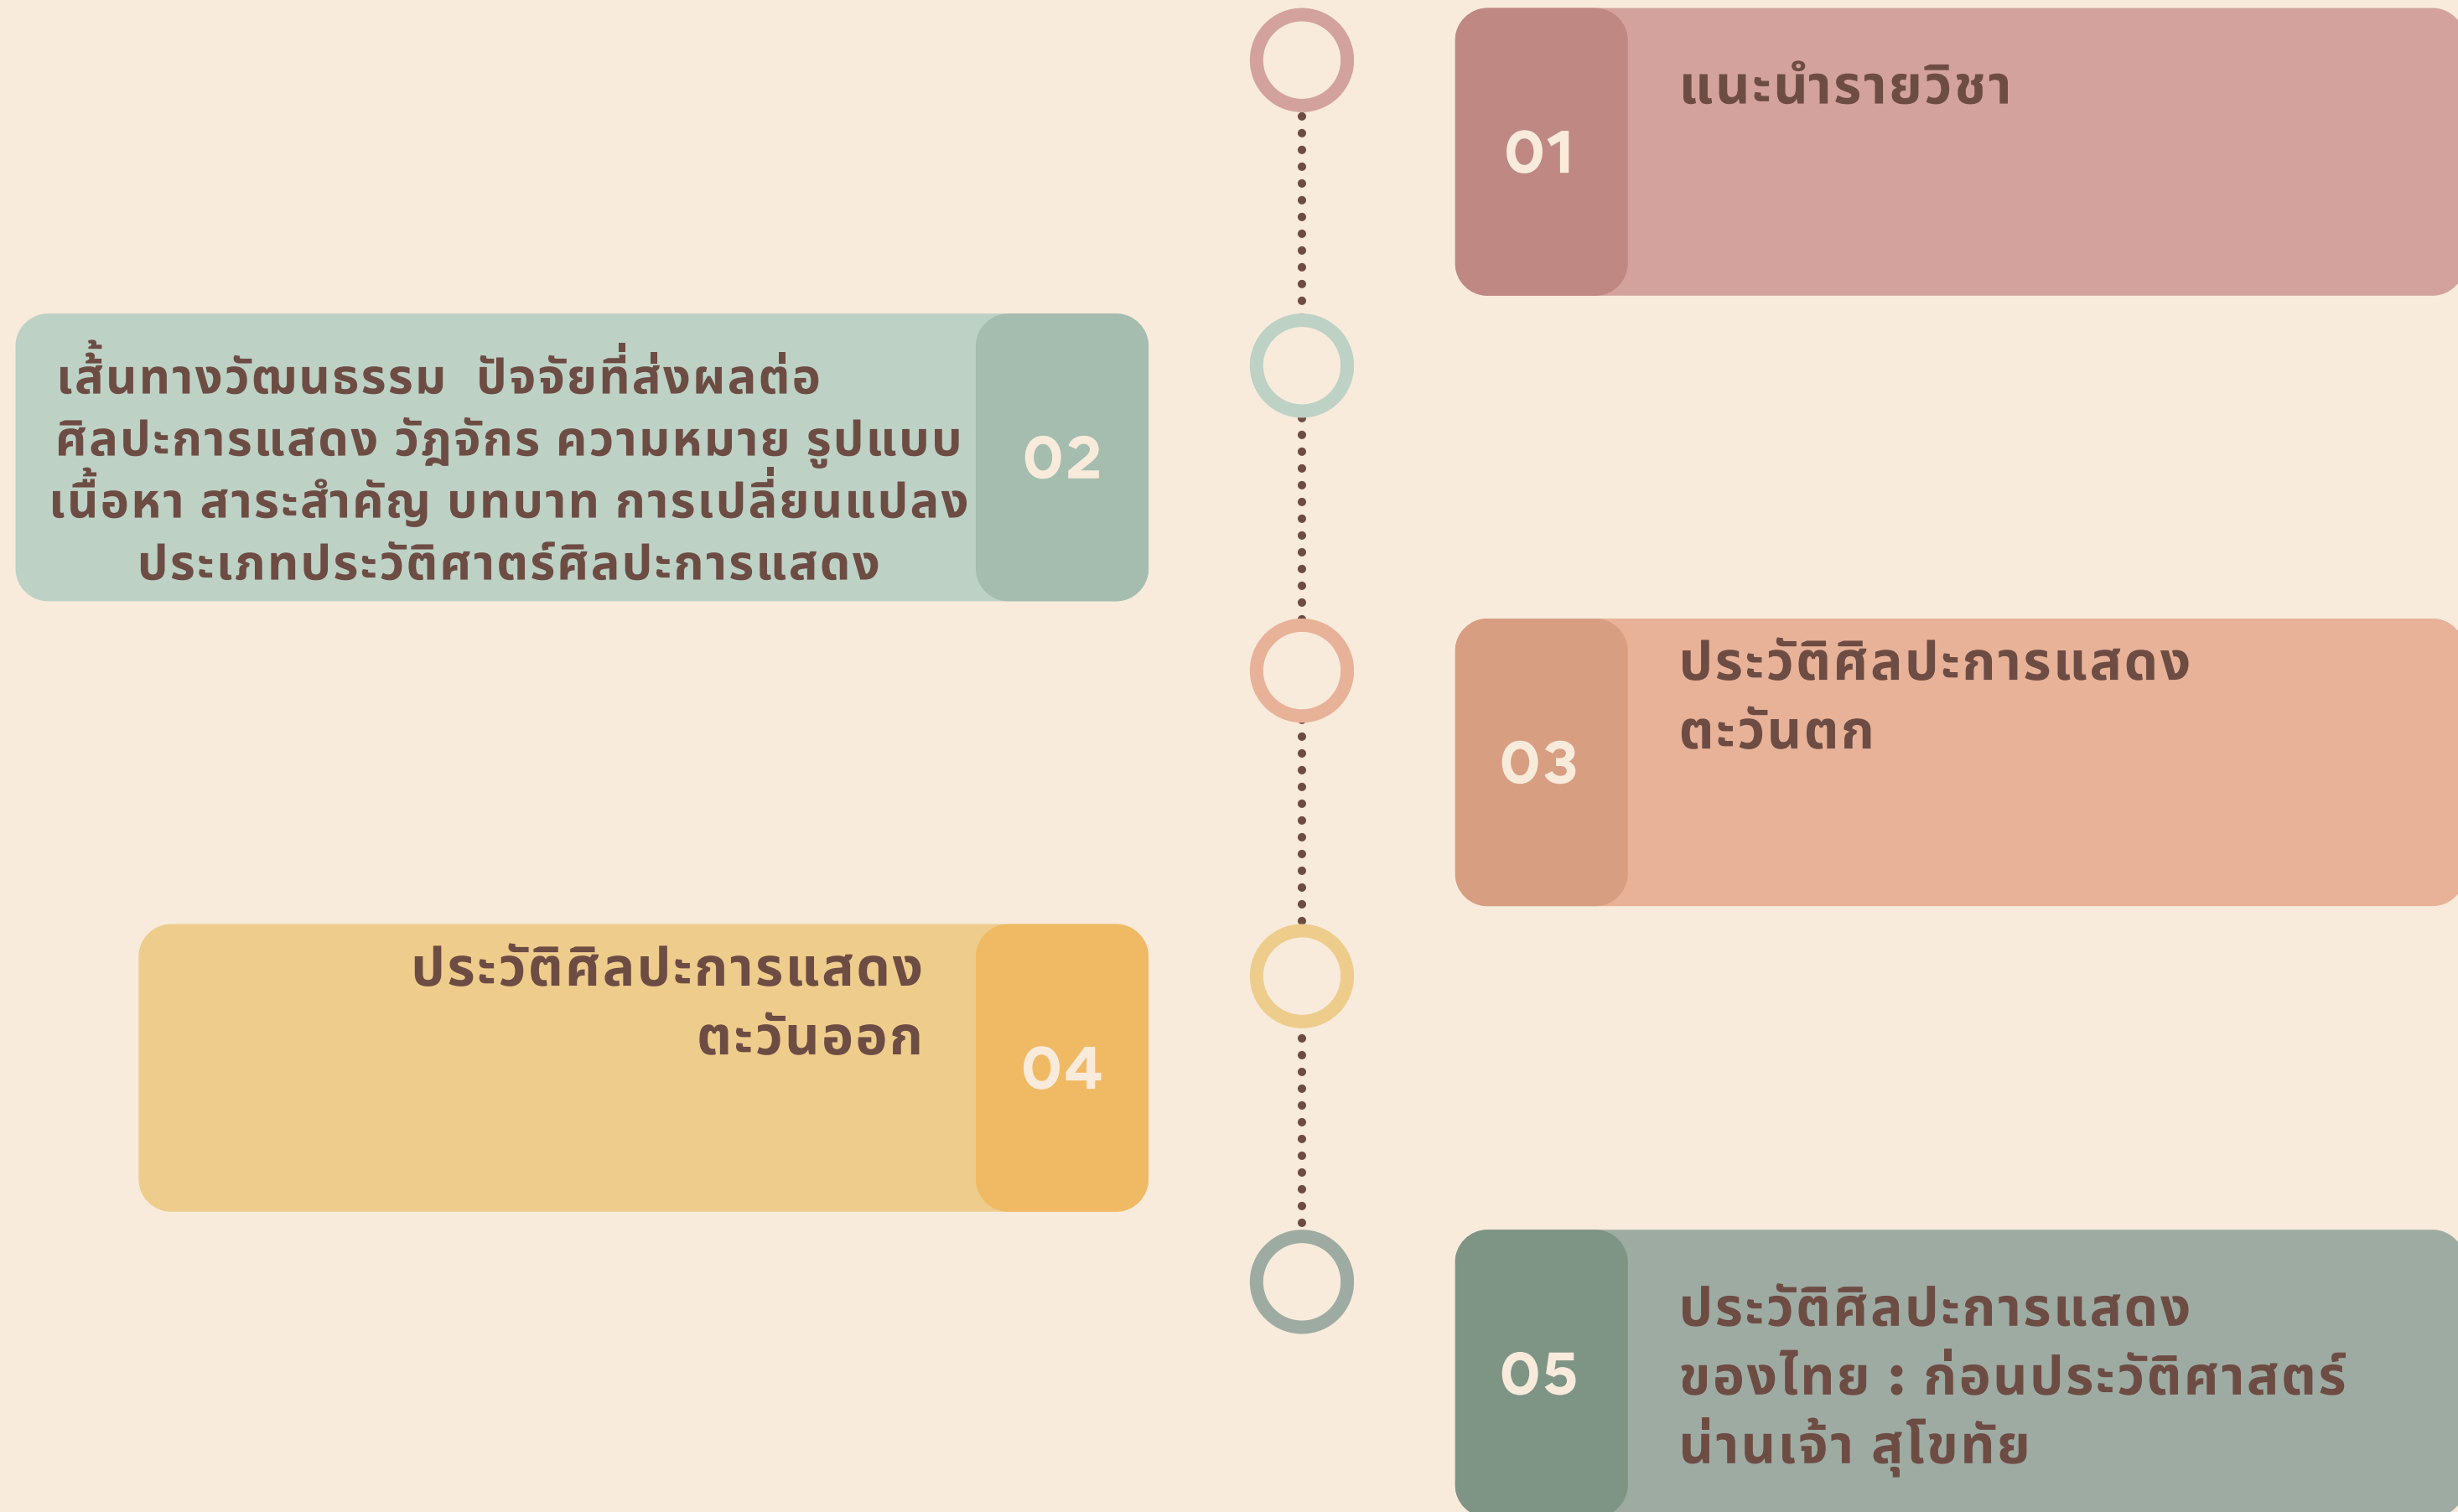 01
แนะนำรายวิชา
02
เส้นทางวัฒนธรรม ปัจจัยที่ส่งผลต่อ
ศิลปะการแสดง วัฏจักร ความหมาย รูปแบบ
เนื้อหา สาระสำคัญ บทบาท การเปลี่ยนแปลง
ประเภทประวัติศาตร์ศิลปะการแสดง
03
ประวัติศิลปะการแสดง
ตะวันตก
04
ประวัติศิลปะการแสดง
ตะวันออก
05
ประวัติศิลปะการแสดง
ของไทย : ก่อนประวัติศาสตร์
น่านเจ้า สุโขทัย